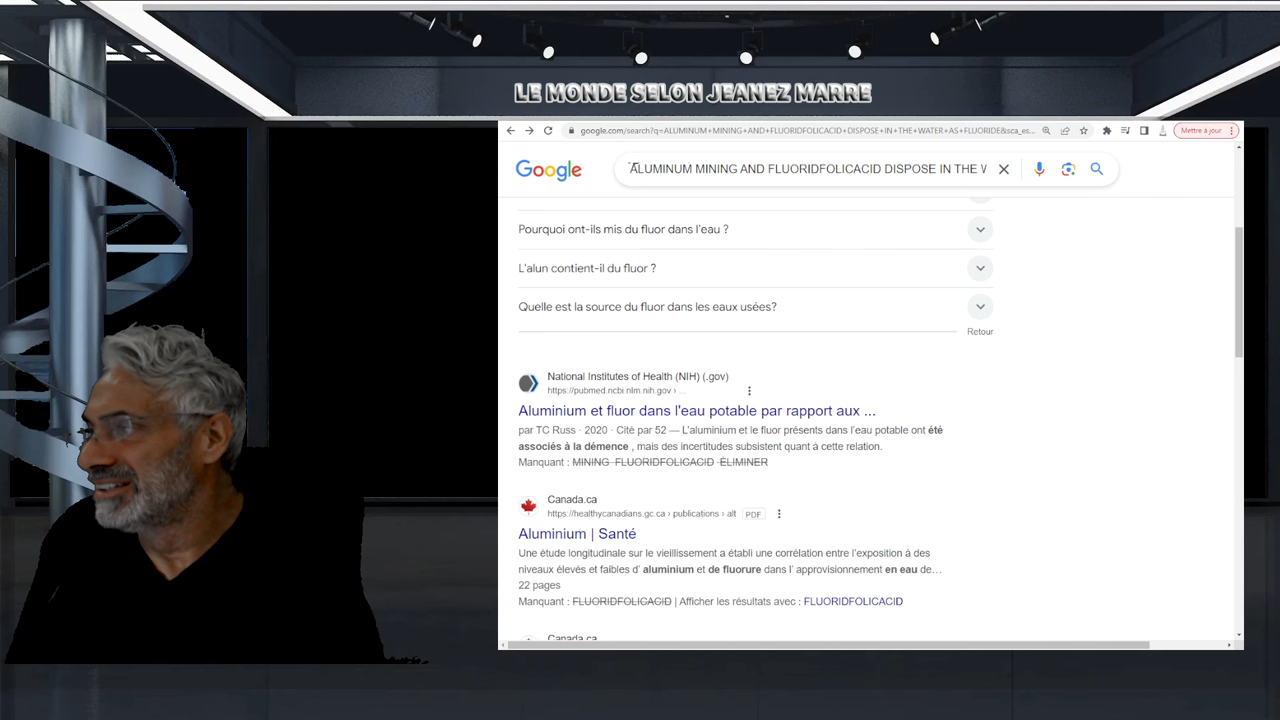 LE MONDE SELON JEANEZ MARRE
google.com/search?q=ALUMINUM+MINING+AND+FLUORIDFOLICACID+DISPOSE+IN+THE+WATER+AS+FLUORIDE&sca_es...
Mettre à jour
Google
ALUMINUM MINING AND FLUORIDFOLICACID DISPOSE IN THE W
Pourquoi ont-ils mis du fluor dans l'eau ?
L'alun contient-il du fluor ?
Quelle est la source du fluor dans les eaux usées?
Retour
National Institutes of Health (NIH) (.gov)
https://pubmed.ncbi.nlm.nih.gov › ...
Aluminium et fluor dans l'eau potable par rapport aux ...
par TC Russ · 2020 · Cité par 52 — L'aluminium et le fluor présents dans l'eau potable ont été
associés à la démence , mais des incertitudes subsistent quant à cette relation.
Manquant : MINING FLUORIDFOLICACID ÉLIMINER
Canada.ca
https://healthycanadians.gc.ca › publications › alt PDF
Aluminium | Santé
Une étude longitudinale sur le vieillissement a établi une corrélation entre l'exposition à des
niveaux élevés et faibles d' aluminium et de fluorure dans l' approvisionnement en eau de...
22 pages
Manquant : FLUORIDFOLICACID | Afficher les résultats avec : FLUORIDFOLICACID
Canada.ca